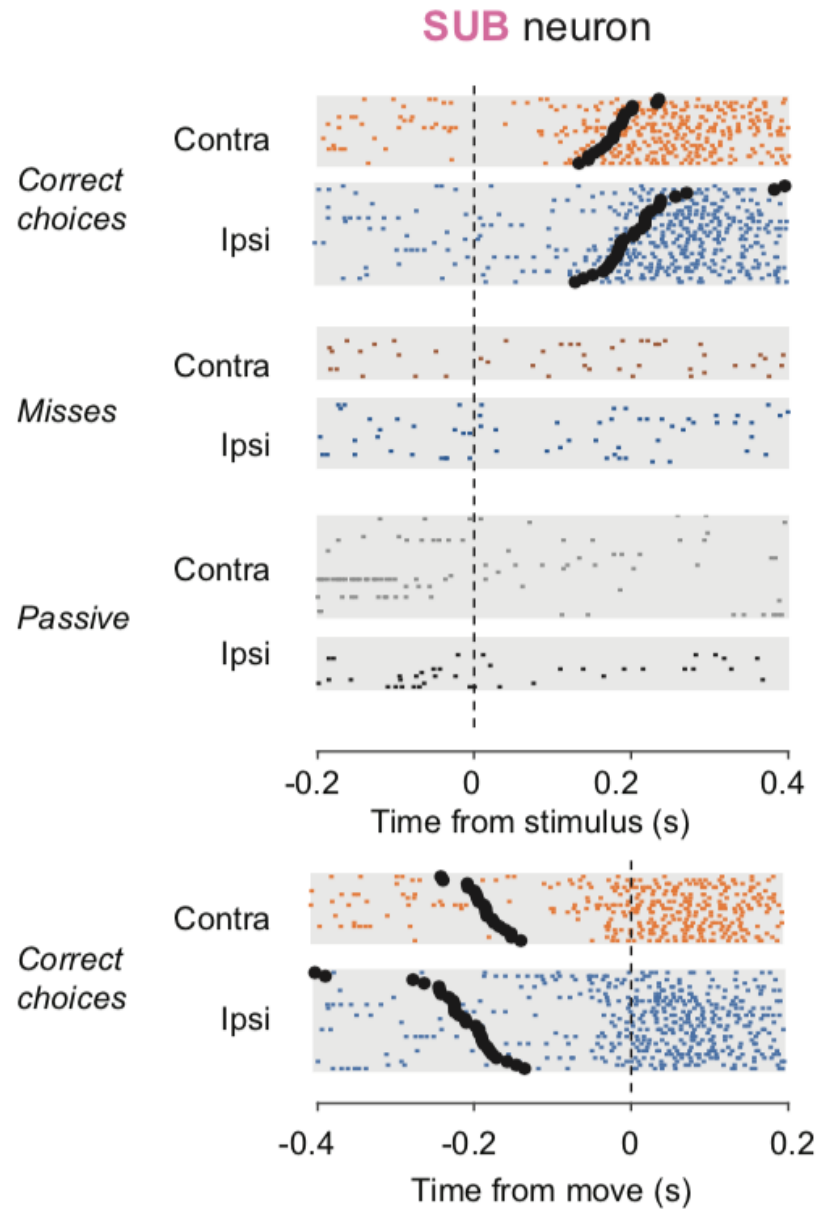 SUB neuron
Contra
Correct
choices
Ipsi
Contra
Misses
Ipsi
Contra
Passive
Ipsi
-0.2 0 0.2 0.4
Time from stimulus (s)
Contra
Correct
choices
Ipsi
-0.4 -0.2 0 0.2
Time from move (s)